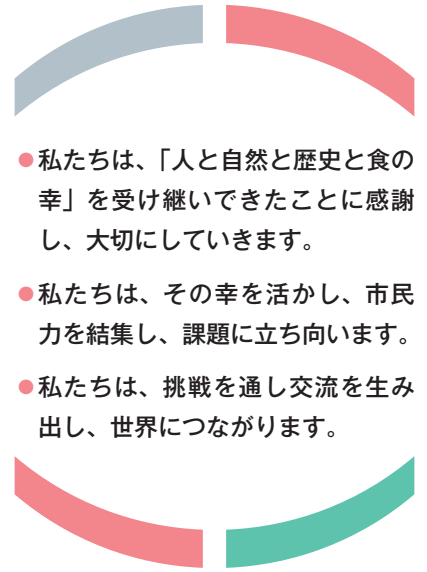 ●私たちは、「人と自然と歴史と食の
幸」を受け継いできたことに感謝
し、大切にしていきます。
●私たちは、その幸を活かし、市民
力を結集し、課題に立ち向います。
●私たちは、挑戦を通し交流を生み
出し、世界につながります。